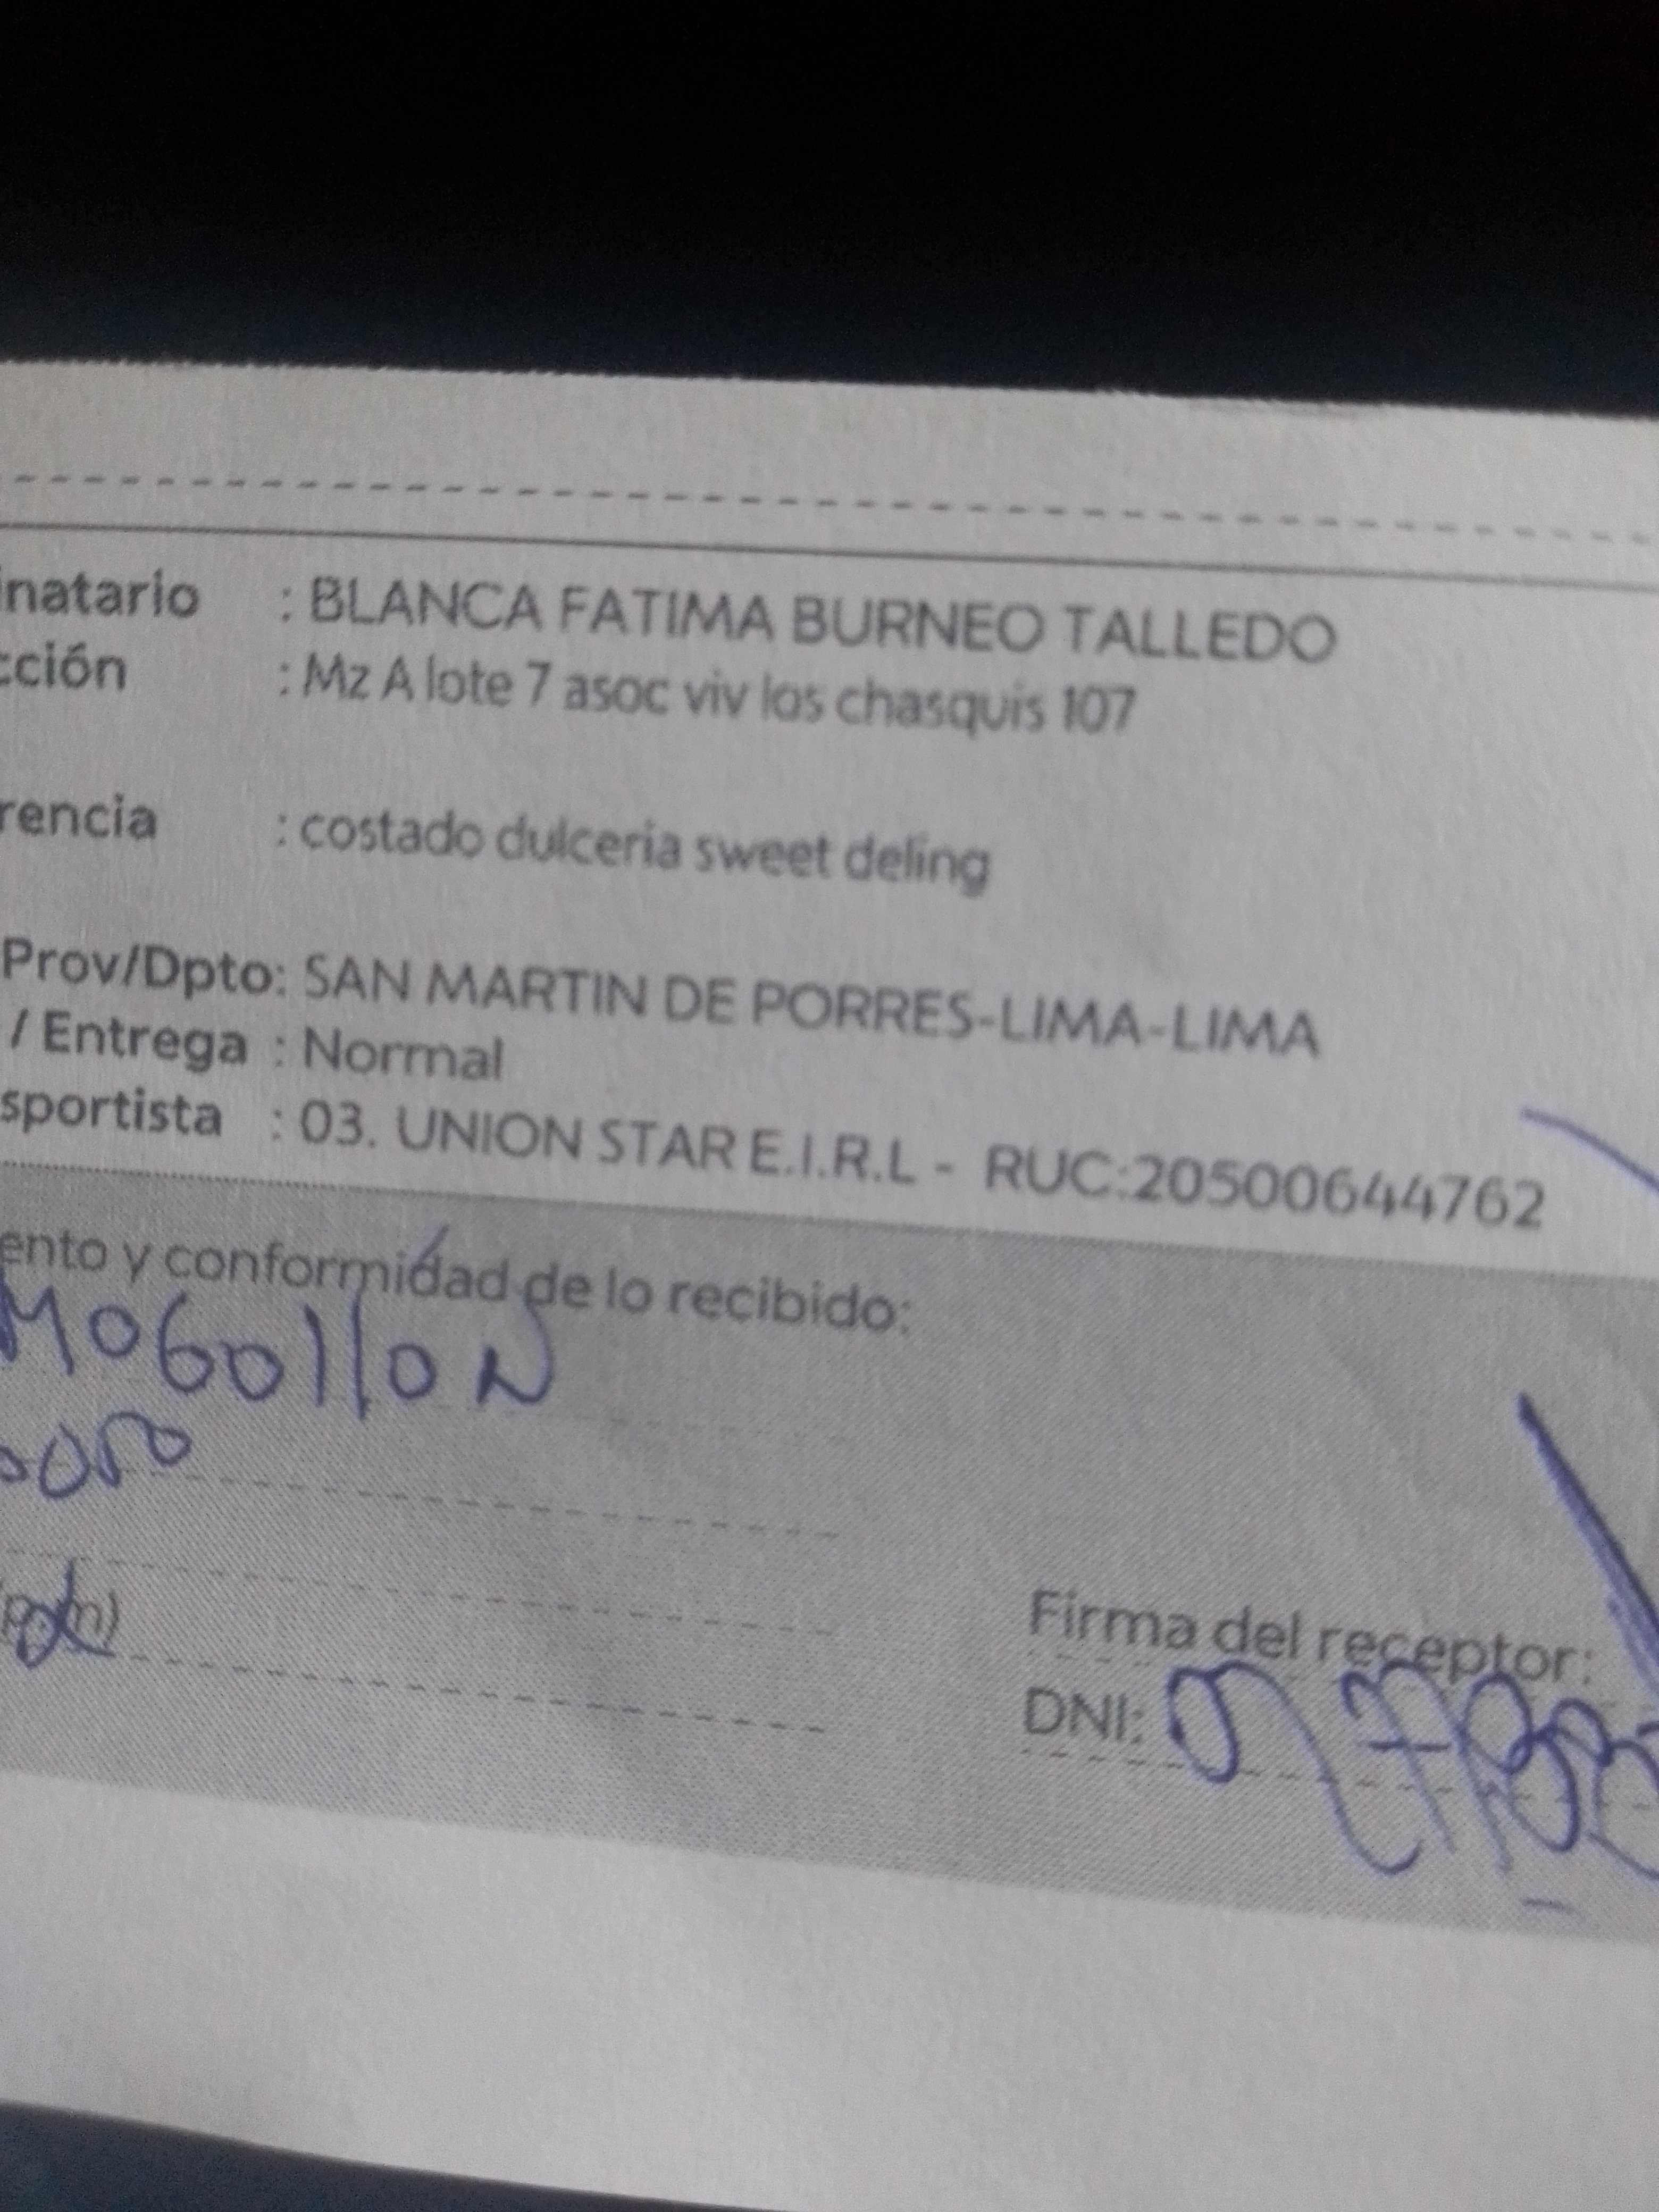 inatario : BLANCA FATIMA BURNEO TALLEDO
cción : Mz A lote 7 asoc viv los chasquis 107
rencia : costado dulceria sweet deling
Prov/Dpto: SAN MARTIN DE PORRES-LIMA-LIMA
/ Entrega : Normal
sportista : 03. UNION STAR E.I.R.L - RUC:20500644762
ento y conformidad de lo recibido:
MOGOllON
Firma del receptor:
DNI: